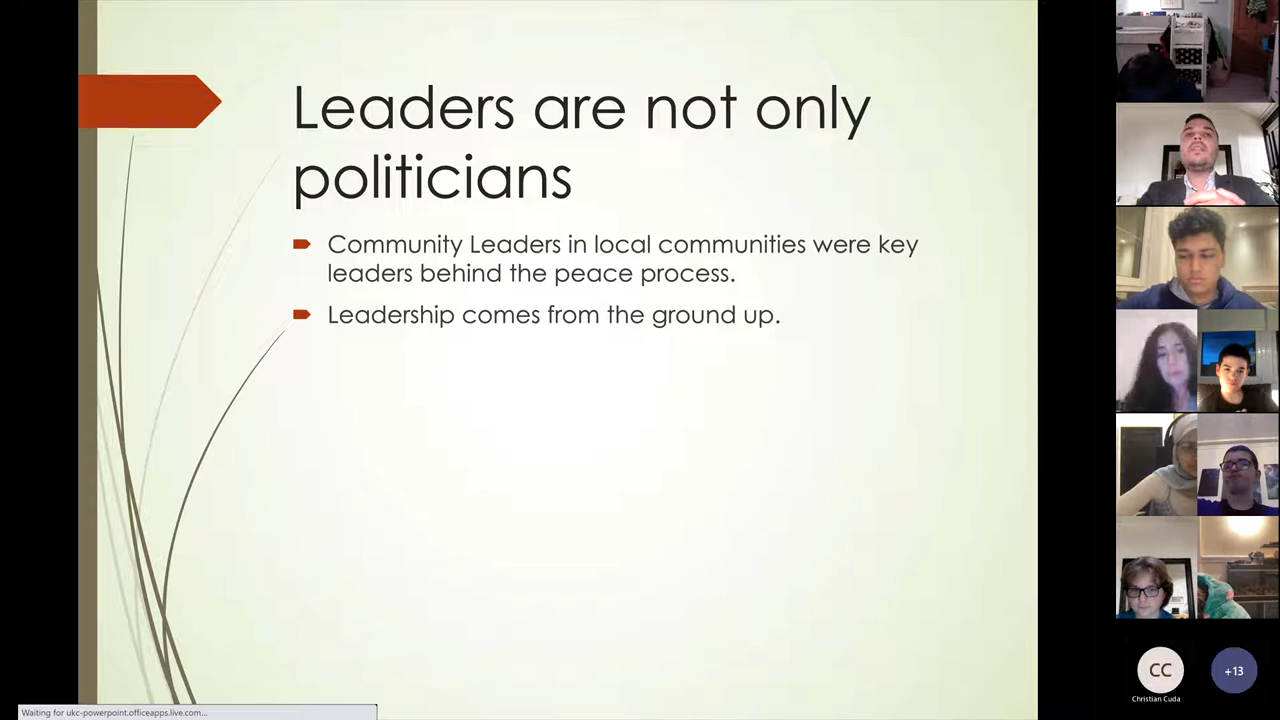 Leaders are not only
politicians
Community Leaders in local communities were key
leaders behind the peace process.
Leadership comes from the ground up.
CC
+13
Christian Cuda
Waiting for ukc-powerpoint.officeapps.live.com...